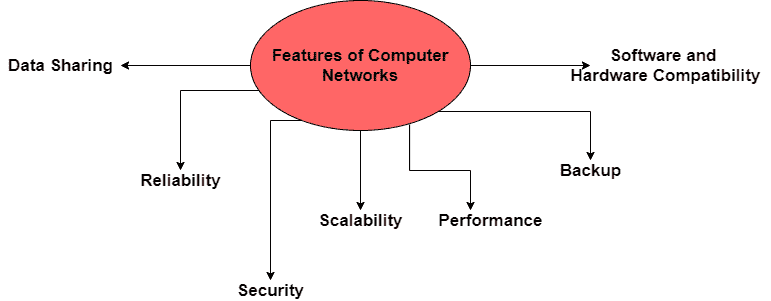 Features of Computer
Networks
Data Sharing
Software and
Hardware Compatibility
Reliability
Backup
Scalability
Performance
Security